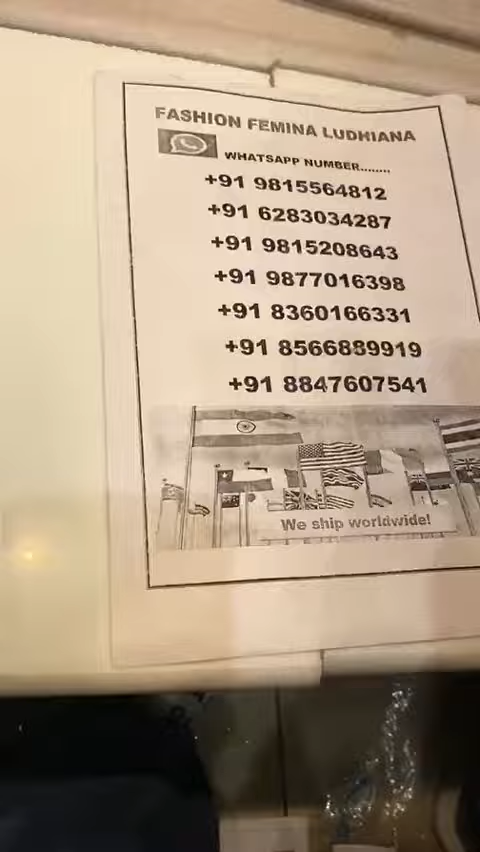 FASHION FEMINA LUDHIANA
WHATSAPP NUMBER........
+91 9815564812
+91 6283034287
+91 9815208643
+91 9877016398
+91 8360166331
+91 8566889919
+91 8847607541
We ship worldwide!